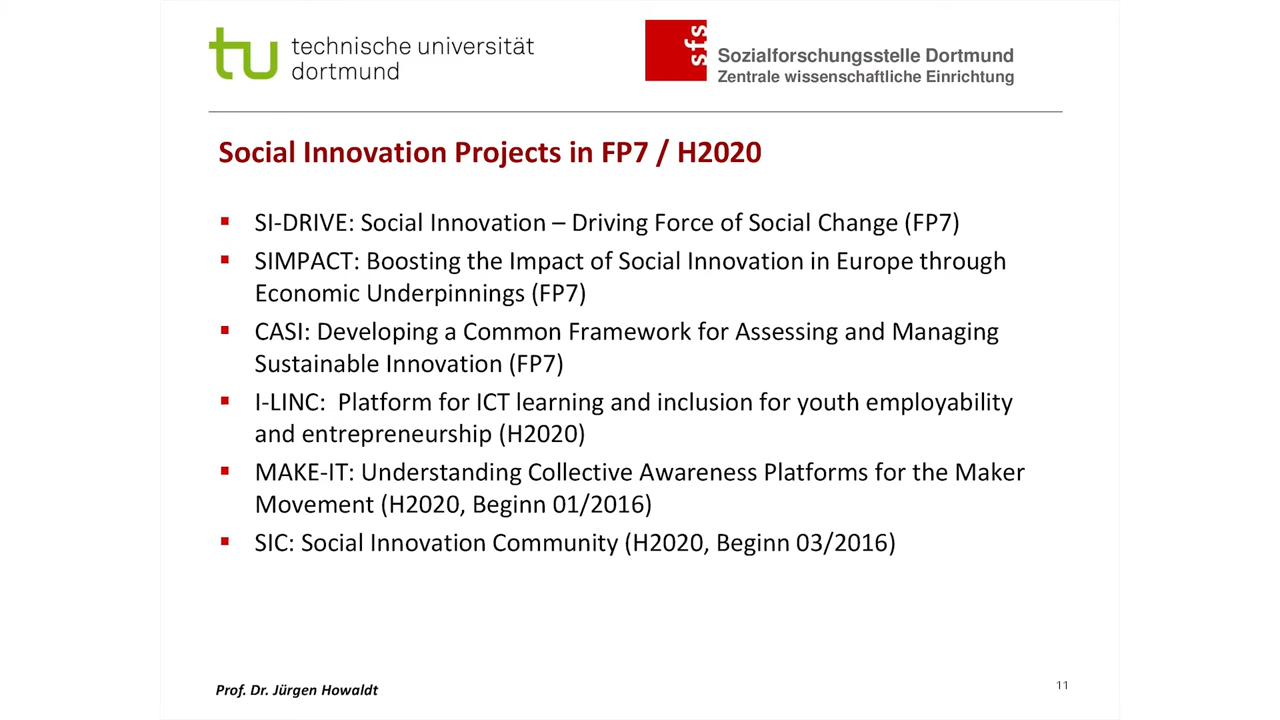 tu technische universität
dortmund
sfs
Sozialforschungsstelle Dortmund
Zentrale wissenschaftliche Einrichtung
Social Innovation Projects in FP7 / H2020
▪ SI-DRIVE: Social Innovation – Driving Force of Social Change (FP7)
▪ SIMPACT: Boosting the Impact of Social Innovation in Europe through
Economic Underpinnings (FP7)
▪ CASI: Developing a Common Framework for Assessing and Managing
Sustainable Innovation (FP7)
▪ I-LINC:  Platform for ICT learning and inclusion for youth employability
and entrepreneurship (H2020)
▪ MAKE-IT: Understanding Collective Awareness Platforms for the Maker
Movement (H2020, Beginn 01/2016)
▪ SIC: Social Innovation Community (H2020, Beginn 03/2016)
Prof. Dr. Jürgen Howaldt
11